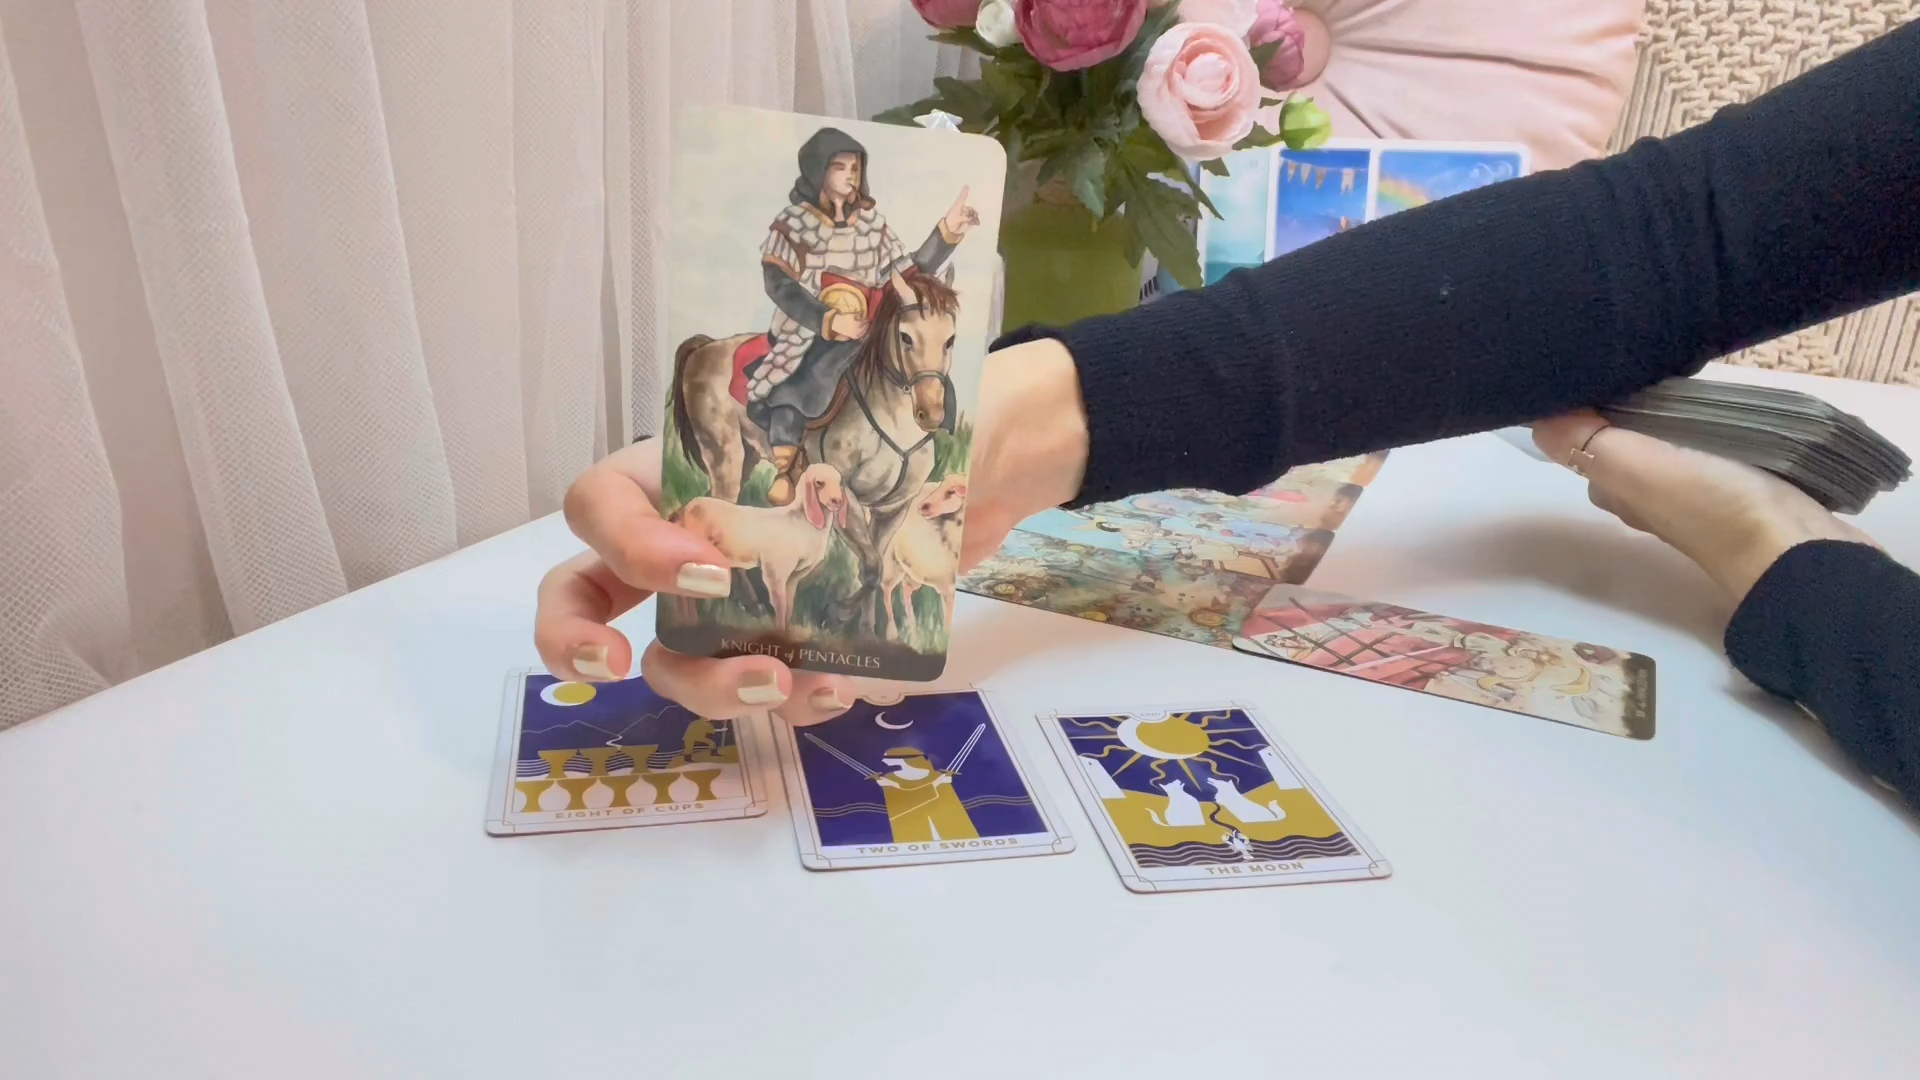 KNIGHT of PENTACLES
EIGHT OF CUPS
TWO OF SWORDS
THE MOON